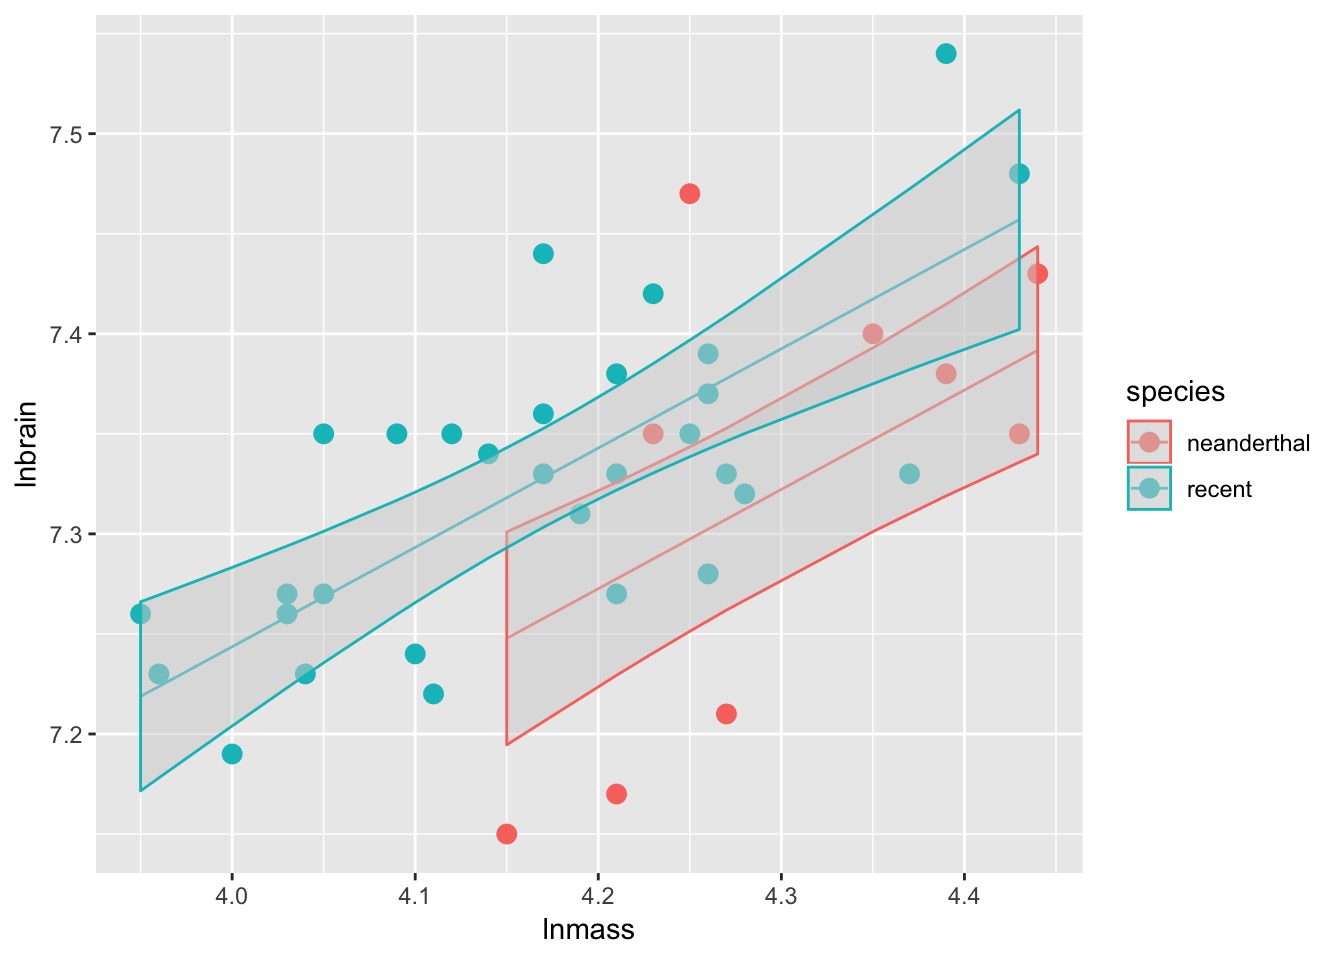 7.5
7.4
7.3
7.2
lnbrain
4.0 4.1 4.2 4.3 4.4
lnmass
species
neanderthal
recent